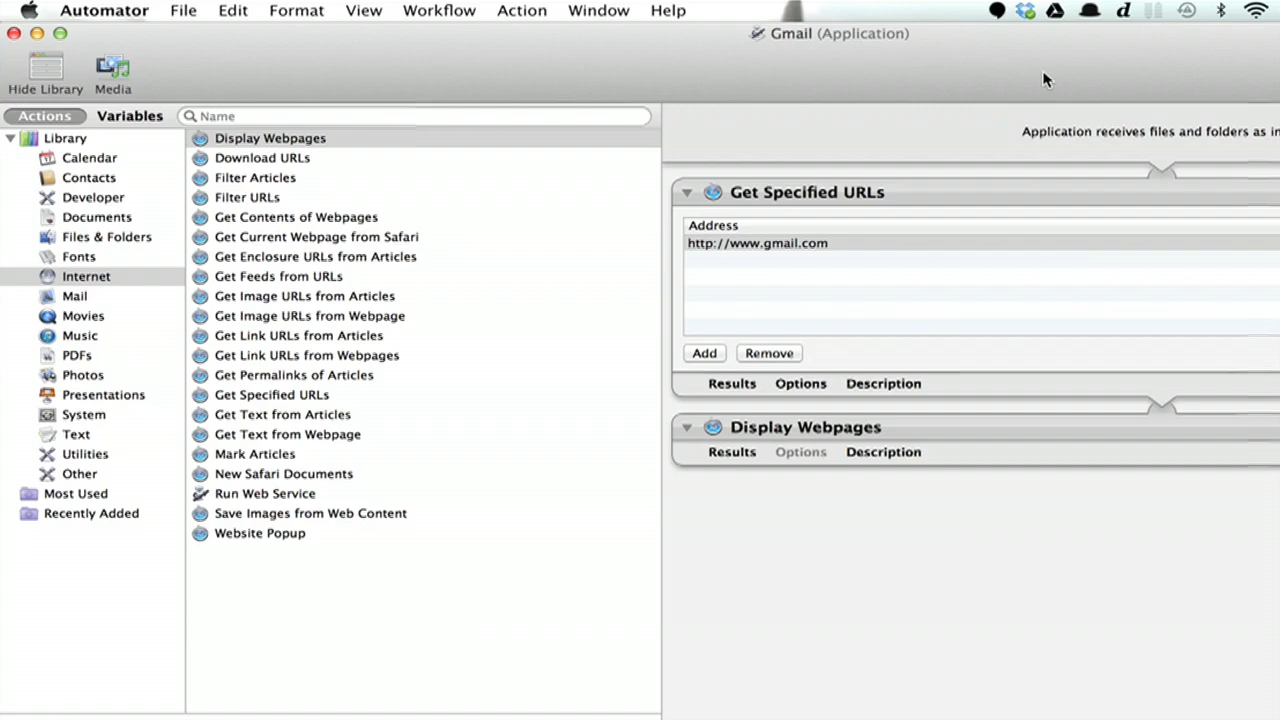 Automator File Edit Format View Workflow Action Window Help
Gmail (Application)
Hide Library Media
Actions Variables Name
Application receives files and folders as in
Library
Calendar
Contacts
Developer
Documents
Files & Folders
Fonts
Internet
Mail
Movies
Music
PDFs
Photos
Presentations
System
Text
Utilities
Other
Most Used
Recently Added
Display Webpages
Download URLs
Filter Articles
Filter URLs
Get Contents of Webpages
Get Current Webpage from Safari
Get Enclosure URLs from Articles
Get Feeds from URLs
Get Image URLs from Articles
Get Image URLs from Webpage
Get Link URLs from Articles
Get Link URLs from Webpages
Get Permalinks of Articles
Get Specified URLs
Get Text from Articles
Get Text from Webpage
Mark Articles
New Safari Documents
Run Web Service
Save Images from Web Content
Website Popup
Get Specified URLs
Address
http://www.gmail.com
Add Remove
Results Options Description
Display Webpages
Results Options Description